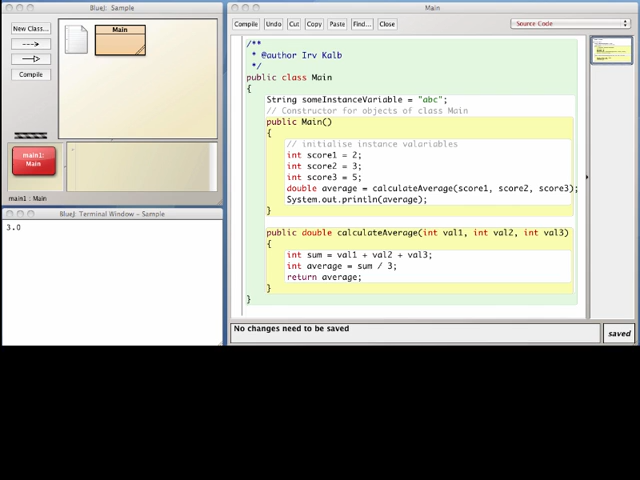 BlueJ: Sample
New Class...
Compile
Main
main1:
Main
main1 : Main
BlueJ: Terminal Window - Sample
3.0
Main
Compile
Undo
Cut
Copy
Paste
Find...
Close
Source Code
/**
* @author Irv Kalb
*/
public class Main
{
String someInstanceVariable = "abc";
// Constructor for objects of class Main
public Main()
{
// initialise instance valariables
int score1 = 2;
int score2 = 3;
int score3 = 5;
double average = calculateAverage(score1, score2, score3);
System.out.println(average);
}
public double calculateAverage(int val1, int val2, int val3)
{
int sum = val1 + val2 + val3;
int average = sum / 3;
return average;
}
}
No changes need to be saved
saved